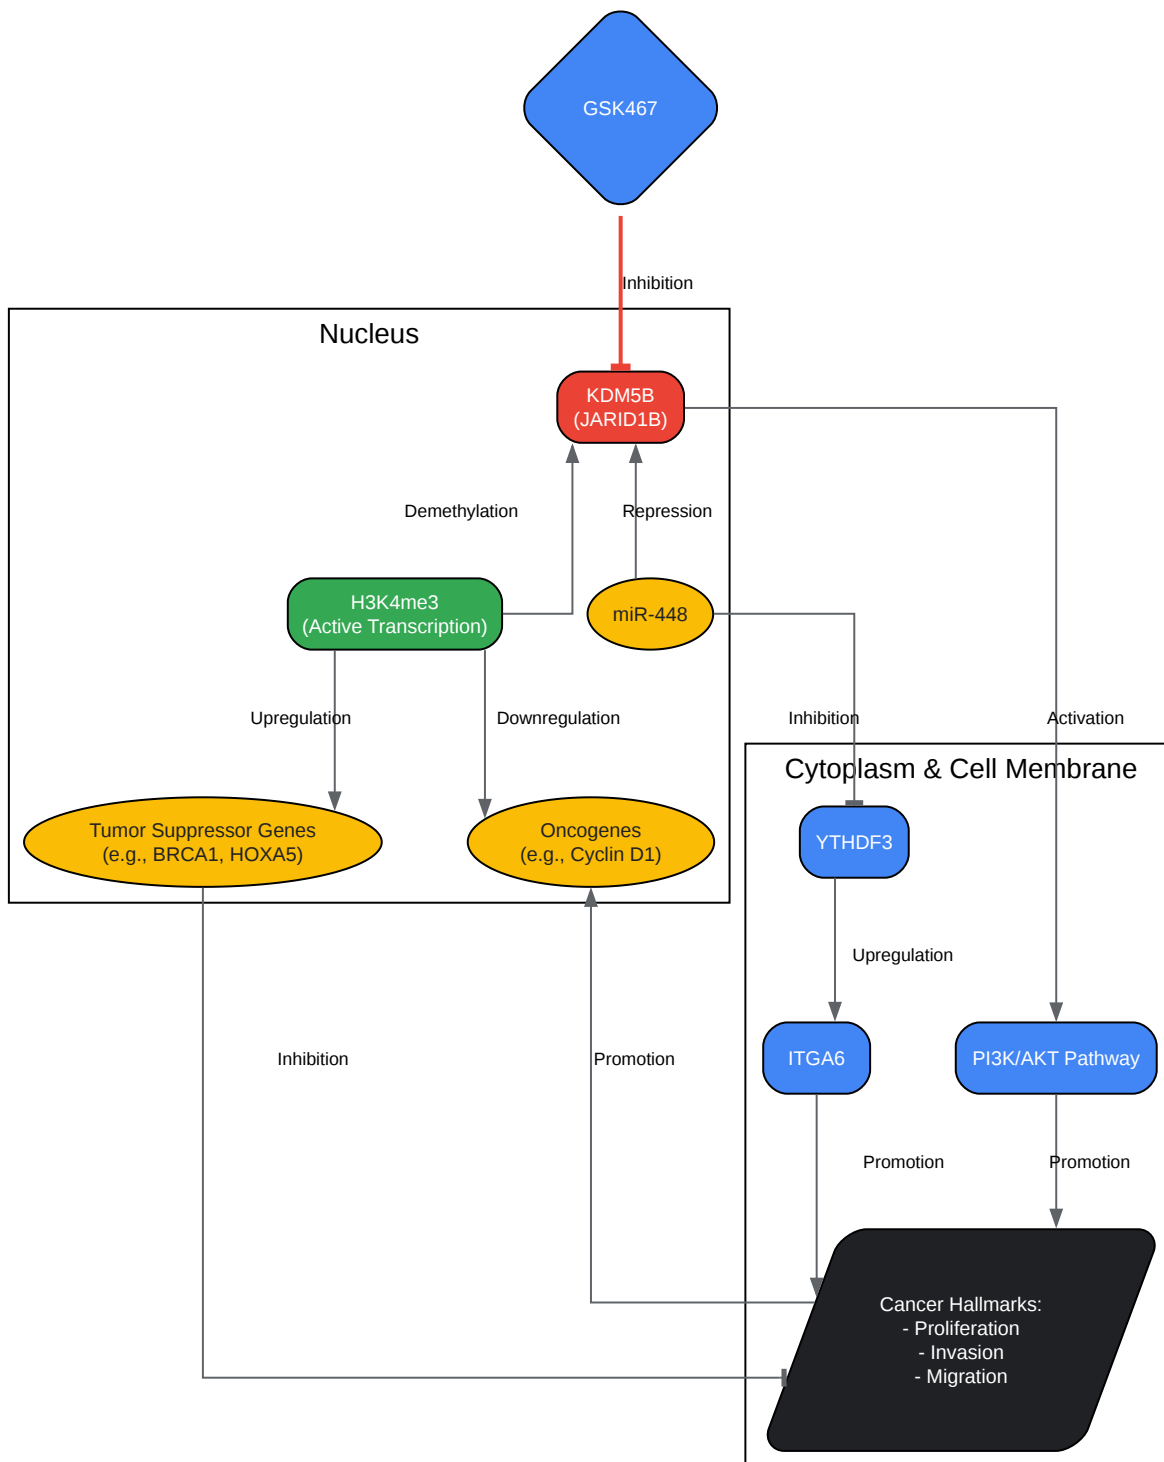 GSK467
Inhibition
Nucleus
KDM5B
(JARID1B)
Demethylation
Repression
H3K4me3
(Active Transcription)
miR-448
Upregulation
Downregulation
Inhibition
Activation
Cytoplasm & Cell Membrane
Tumor Suppressor Genes
(e.g., BRCA1, HOXA5)
Oncogenes
(e.g., Cyclin D1)
YTHDF3
Upregulation
Inhibition
Promotion
ITGA6
PI3K/AKT Pathway
Promotion
Promotion
Cancer Hallmarks:
- Proliferation
- Invasion
- Migration